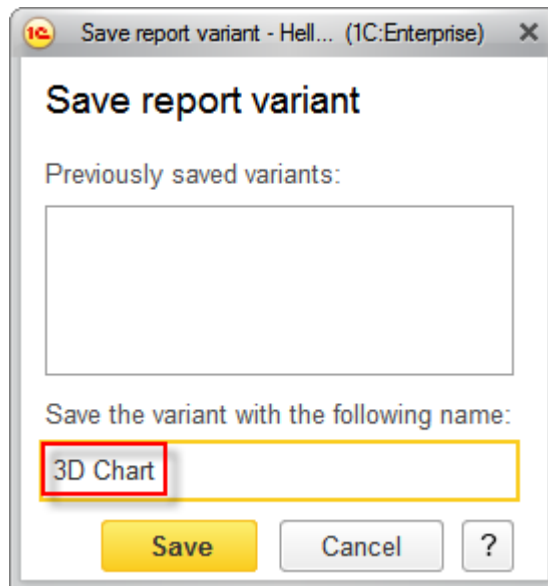 1C Save report variant - Hell... (1C:Enterprise)
Save report variant
Previously saved variants:
Save the variant with the following name:
3D Chart
Save Cancel ?